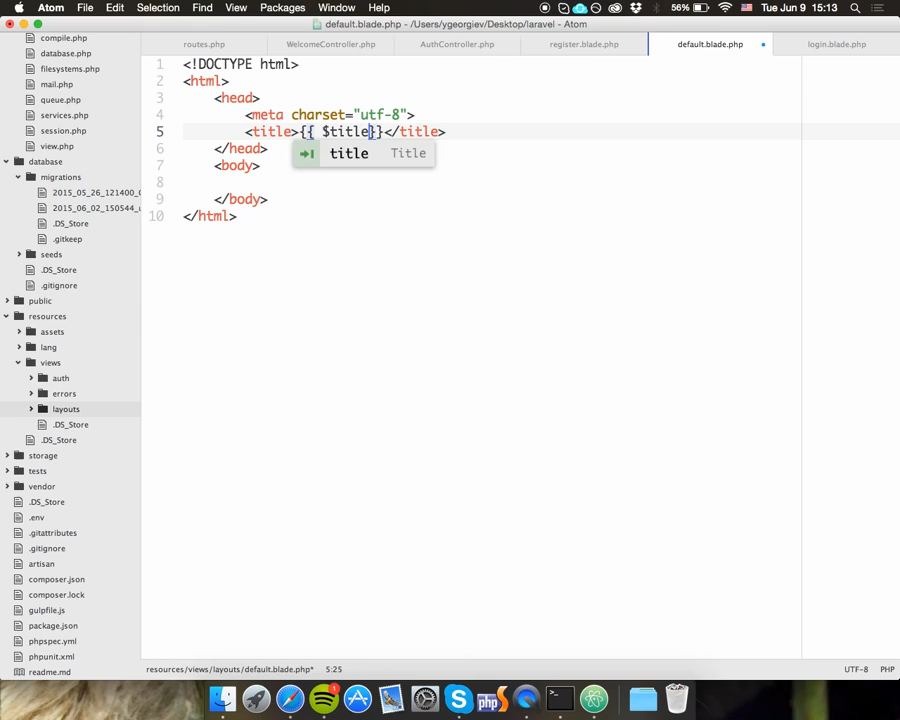 Atom File Edit Selection Find View Packages Window Help 56% Tue Jun 9 15:13
default.blade.php - /Users/ygeorgiev/Desktop/laravel - Atom
routes.php WelcomeController.php AuthController.php register.blade.php default.blade.php login.blade.php
compile.php
database.php
filesystems.php
mail.php
queue.php
services.php
session.php
view.php
database
migrations
2015_05_26_121400_
2015_06_02_150544_
.DS_Store
.gitkeep
seeds
.DS_Store
.gitignore
public
resources
assets
lang
views
auth
errors
layouts
.DS_Store
.DS_Store
storage
tests
vendor
.DS_Store
.env
.gitattributes
.gitignore
artisan
composer.json
composer.lock
gulpfile.js
package.json
phpspec.yml
phpunit.xml
readme.md
1 <!DOCTYPE html>
2 <html>
3 <head>
4 <meta charset="utf-8">
5 <title>{{ $title}}</title>
6 </head>
title Title
7 <body>
8
9 </body>
10 </html>
resources/views/layouts/default.blade.php* 5:25 UTF-8 PHP
1
php